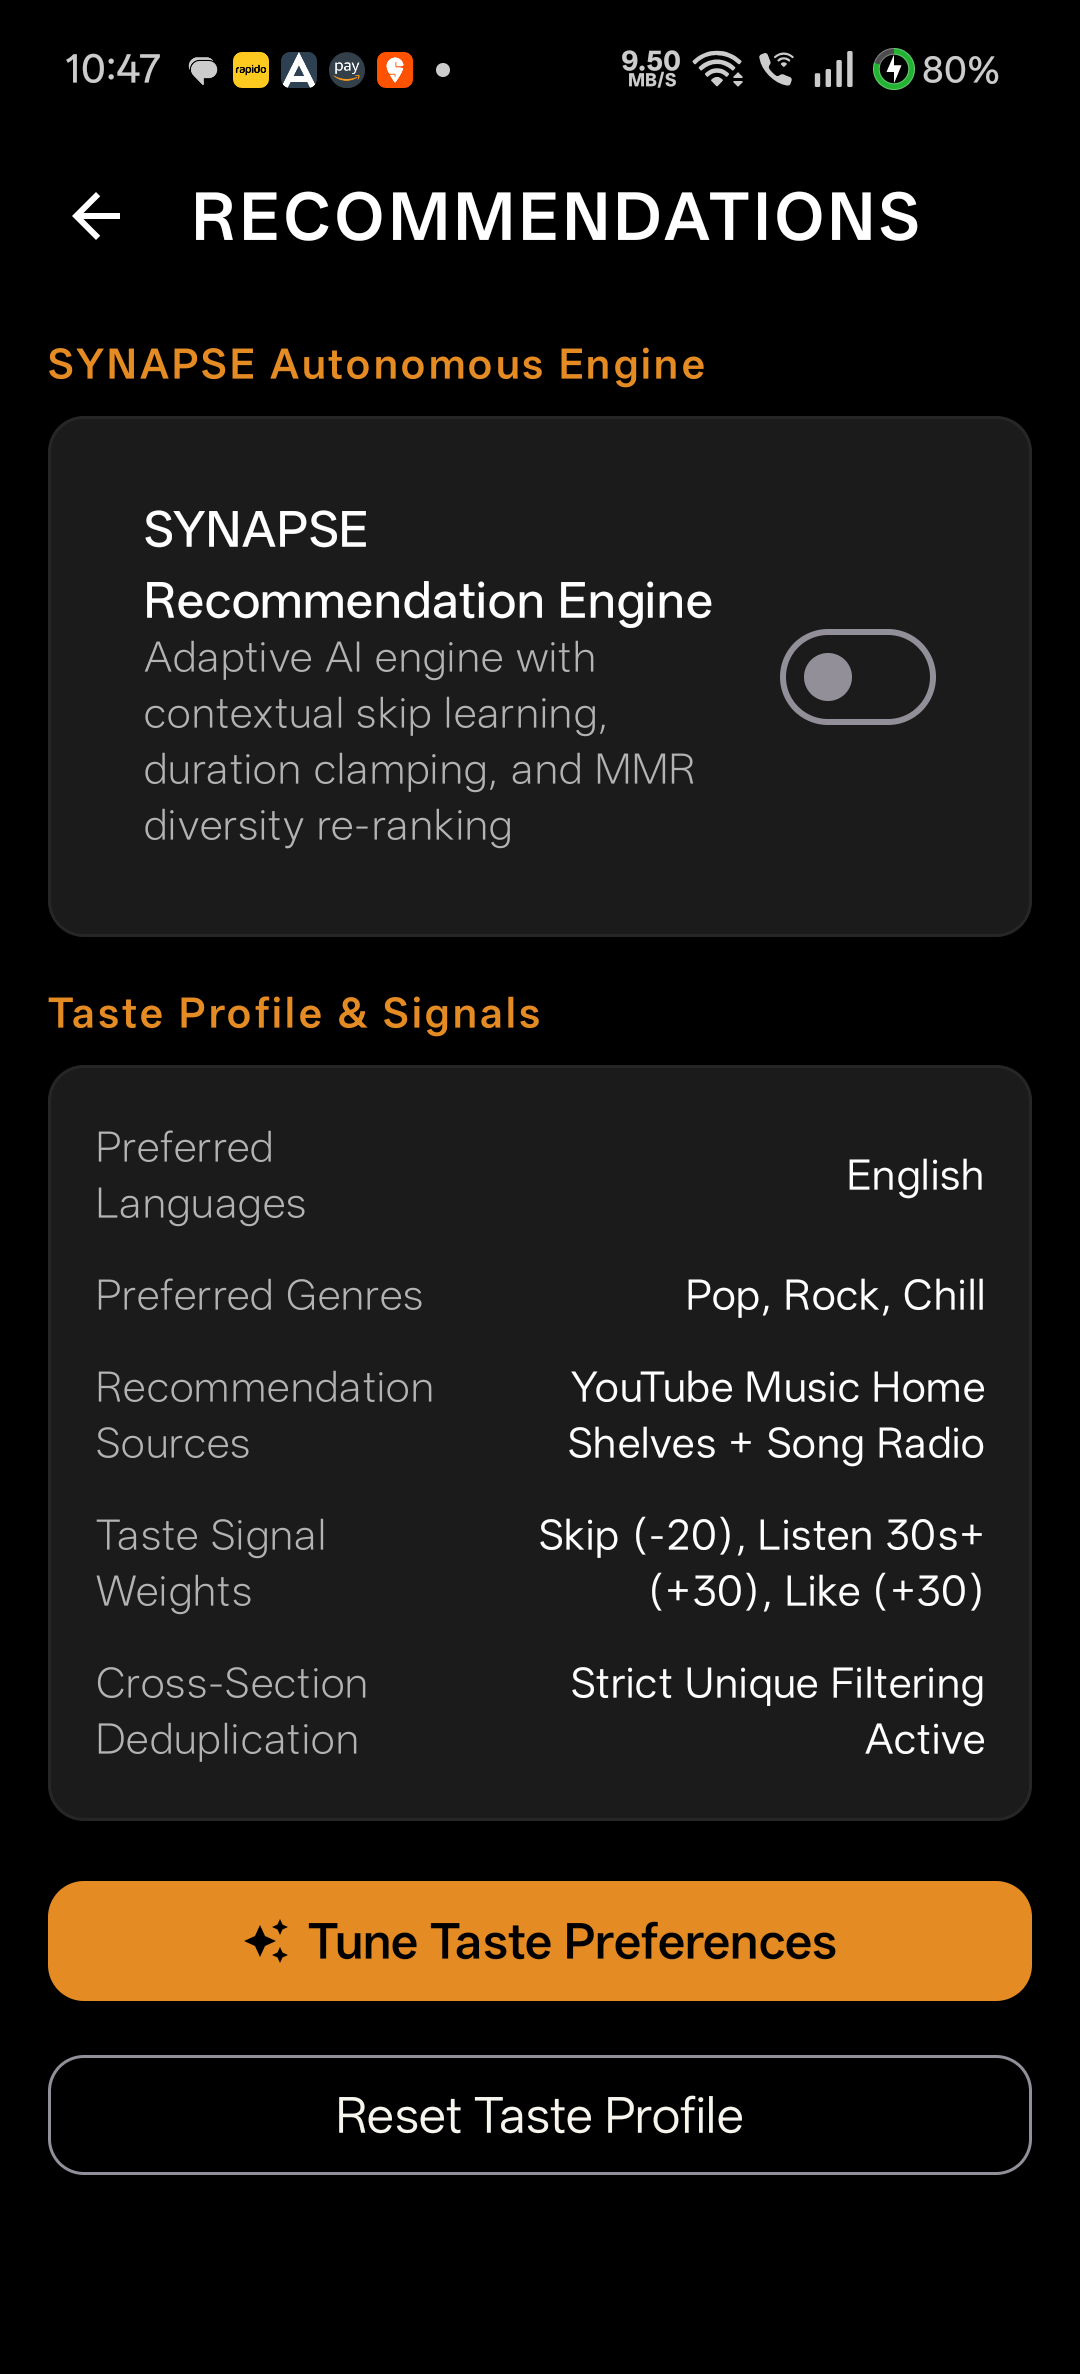 10:47 rapido pay 9.50 MB/S 80%
RECOMMENDATIONS
SYNAPSE Autonomous Engine
SYNAPSE
Recommendation Engine
Adaptive AI engine with
contextual skip learning,
duration clamping, and MMR
diversity re-ranking
Taste Profile & Signals
Preferred
Languages
English
Preferred Genres
Pop, Rock, Chill
Recommendation
Sources
YouTube Music Home
Shelves + Song Radio
Taste Signal
Weights
Skip (-20), Listen 30s+
(+30), Like (+30)
Cross-Section
Deduplication
Strict Unique Filtering
Active
Tune Taste Preferences
Reset Taste Profile